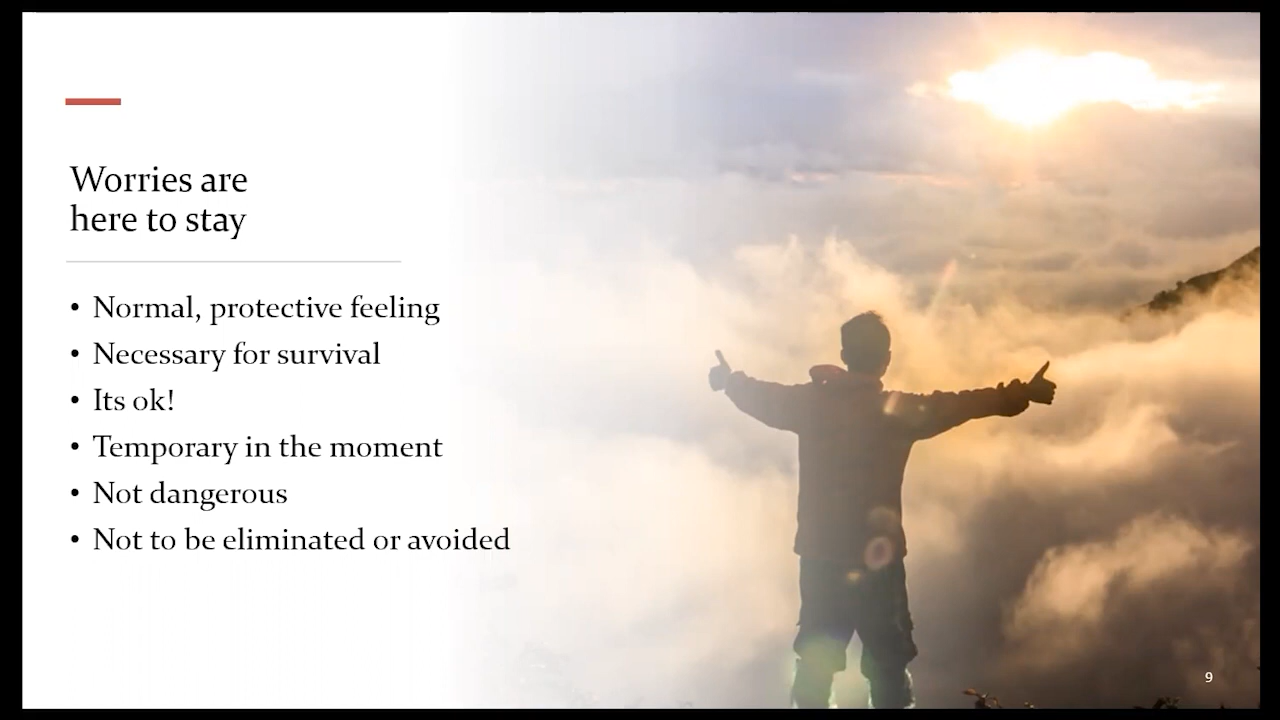 Worries are
here to stay
• Normal, protective feeling
• Necessary for survival
• Its ok!
• Temporary in the moment
• Not dangerous
• Not to be eliminated or avoided
9